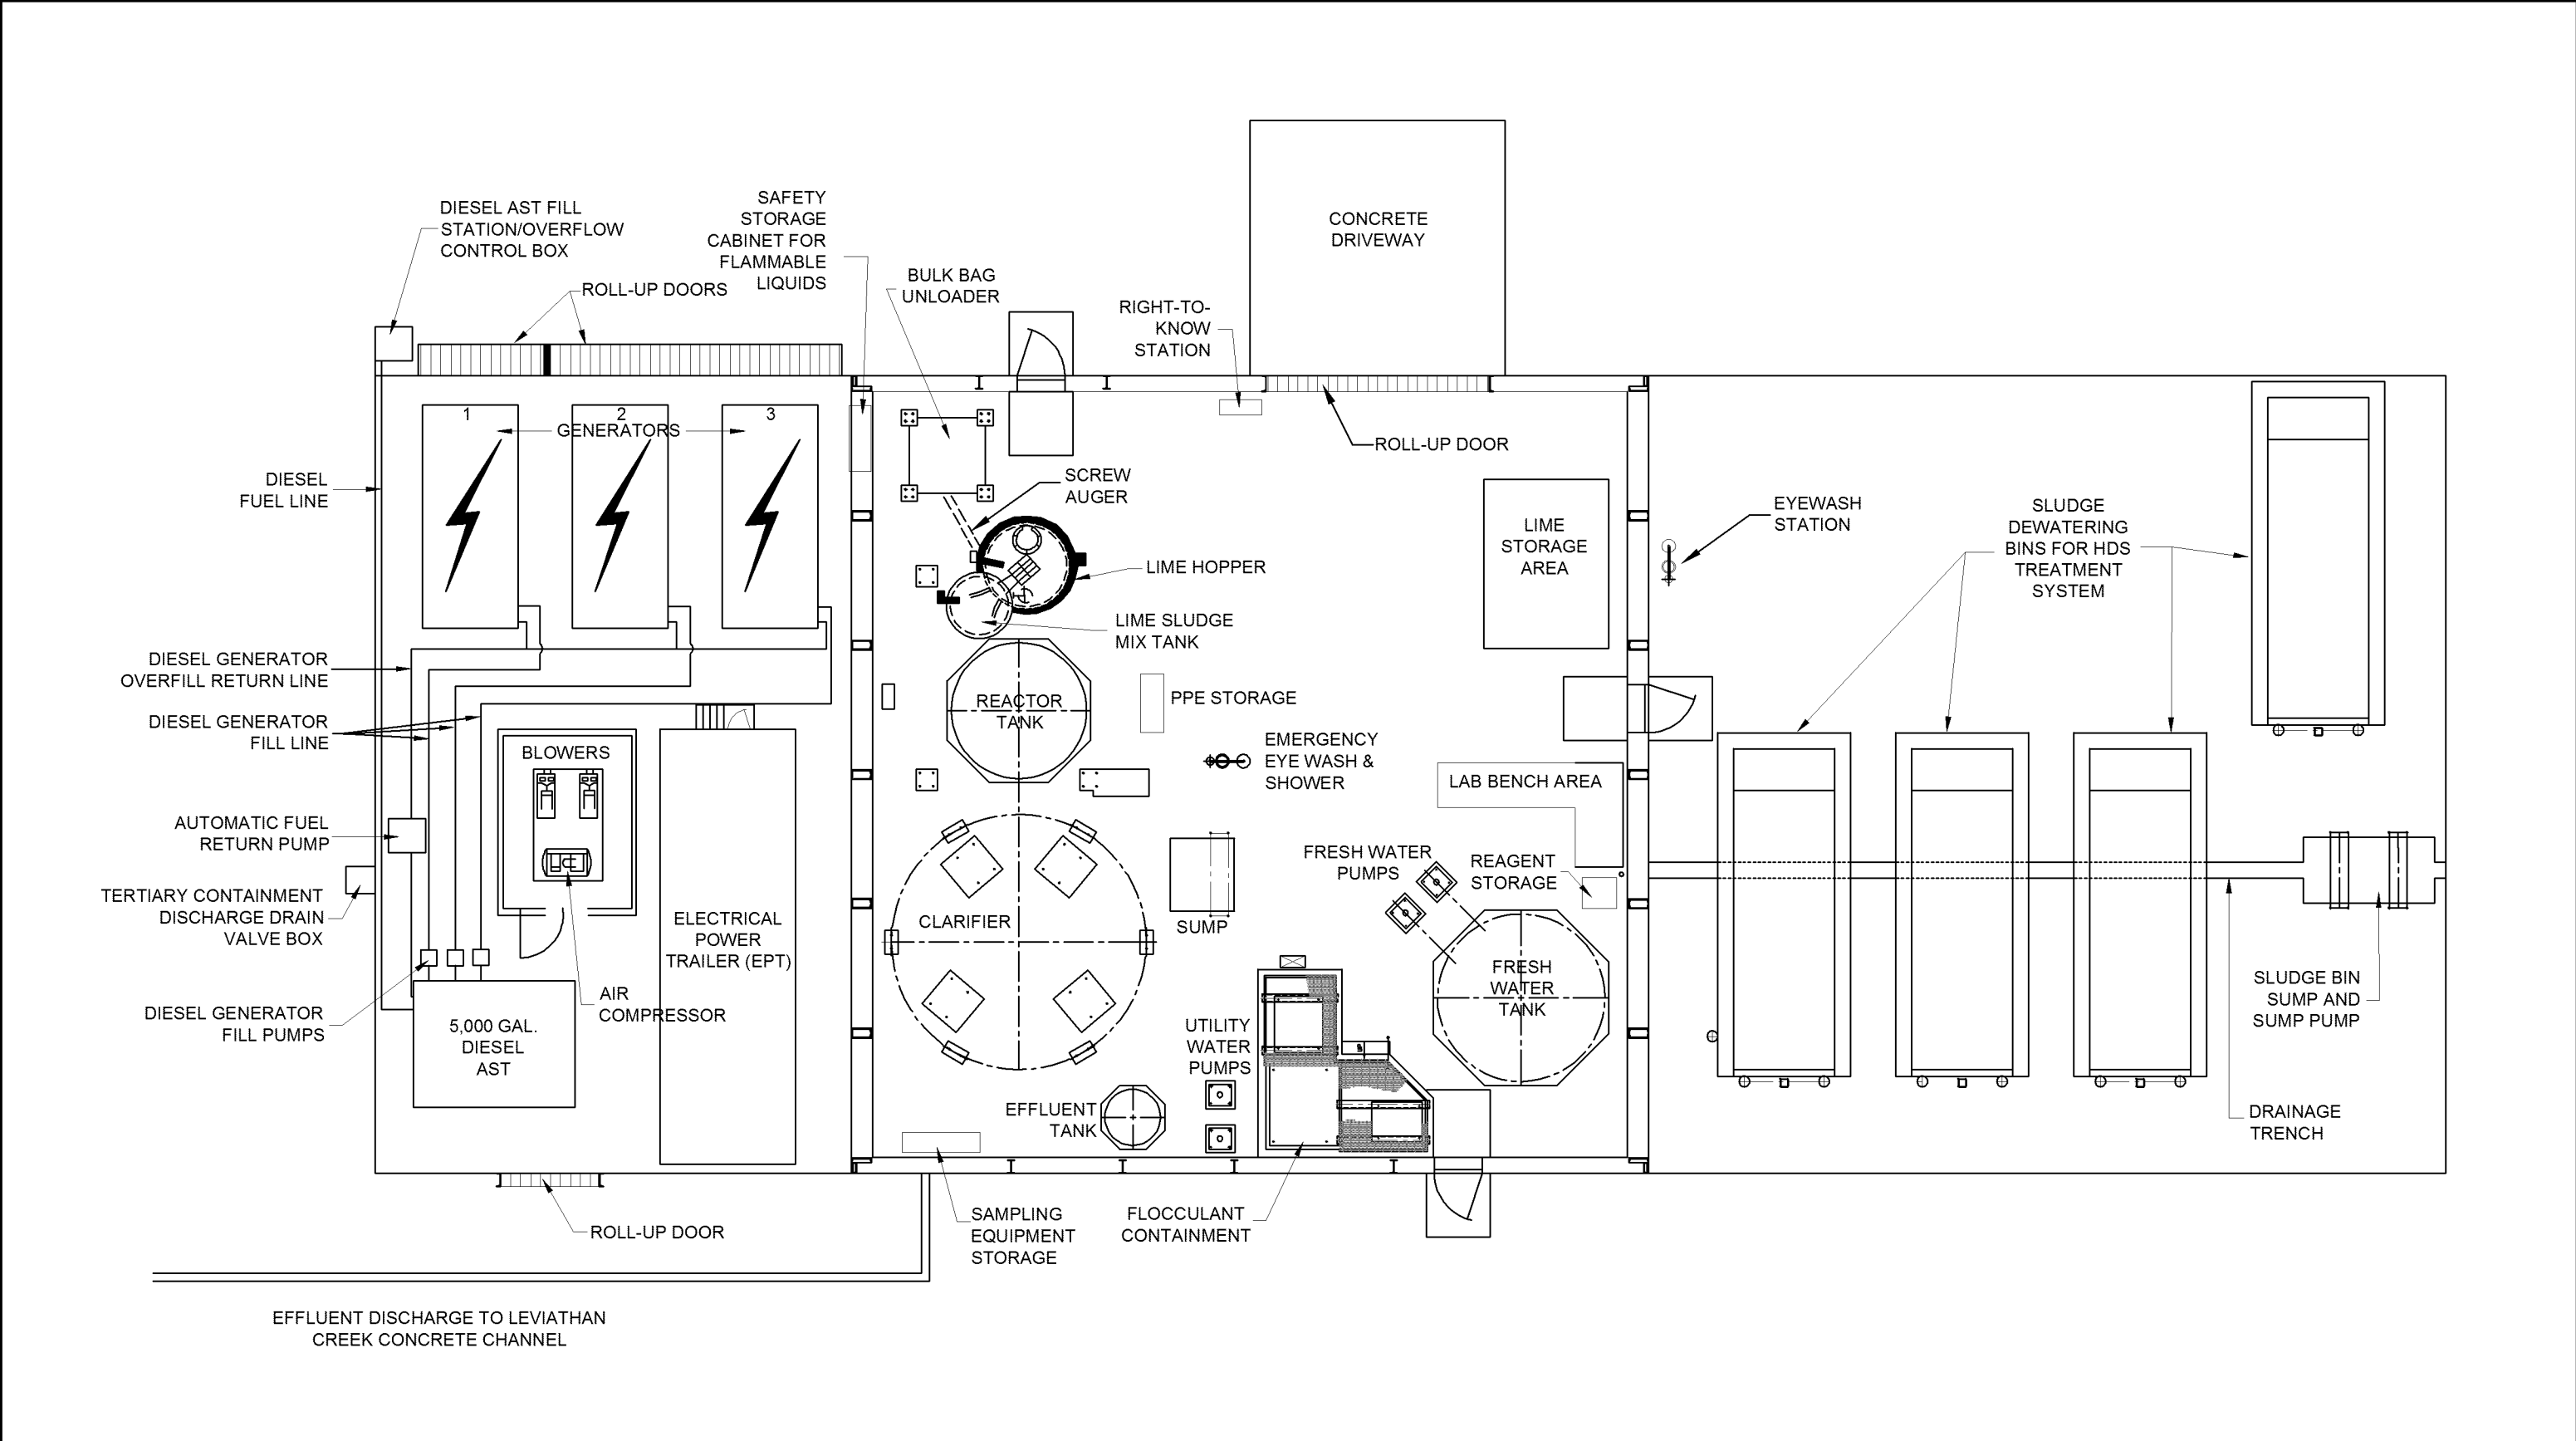 DIESEL AST FILL
STATION/OVERFLOW
CONTROL BOX
ROLL-UP DOORS
SAFETY
STORAGE
CABINET FOR
FLAMMABLE
LIQUIDS
BULK BAG
UNLOADER
RIGHT-TO-
KNOW
STATION
CONCRETE
DRIVEWAY
1
2
3
GENERATORS
ROLL-UP DOOR
DIESEL
FUEL LINE
SCREW
AUGER
LIME HOPPER
LIME SLUDGE
MIX TANK
LIME
STORAGE
AREA
EYEWASH
STATION
SLUDGE
DEWATERING
BINS FOR HDS
TREATMENT
SYSTEM
DIESEL GENERATOR
OVERFILL RETURN LINE
DIESEL GENERATOR
FILL LINE
REACTOR
TANK
PPE STORAGE
BLOWERS
EMERGENCY
EYE WASH &
SHOWER
LAB BENCH AREA
AUTOMATIC FUEL
RETURN PUMP
FRESH WATER
PUMPS
REAGENT
STORAGE
TERTIARY CONTAINMENT
DISCHARGE DRAIN
VALVE BOX
ELECTRICAL
POWER
TRAILER (EPT)
CLARIFIER
SUMP
FRESH
WATER
TANK
SLUDGE BIN
SUMP AND
SUMP PUMP
DIESEL GENERATOR
FILL PUMPS
5,000 GAL.
DIESEL
AST
AIR
COMPRESSOR
UTILITY
WATER
PUMPS
EFFLUENT
TANK
DRAINAGE
TRENCH
ROLL-UP DOOR
SAMPLING
EQUIPMENT
STORAGE
FLOCCULANT
CONTAINMENT
EFFLUENT DISCHARGE TO LEVIATHAN
CREEK CONCRETE CHANNEL